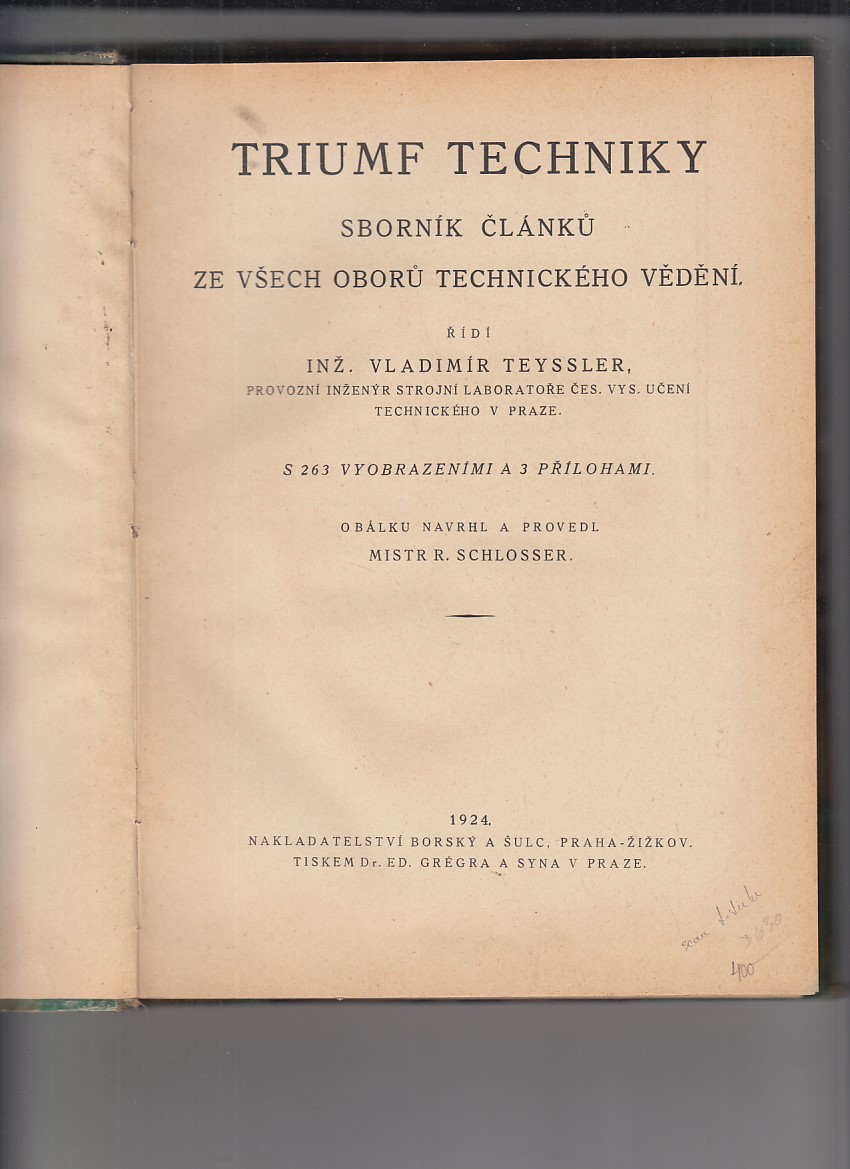 TRIUMF TECHNIKY
SBORNÍK ČLÁNKŮ
ZE VŠECH OBORŮ TECHNICKÉHO VĚDĚNÍ.
ŘÍDÍ
INŽ. VLADIMÍR TEYSSLER,
PROVOZNÍ INŽENÝR STROJNÍ LABORATOŘE ČES. VYS. UČENÍ
TECHNICKÉHO V PRAZE.
S 263 VYOBRAZENÍMI A 3 PŘÍLOHAMI.
OBÁLKU NAVRHL A PROVEDL
MISTR R. SCHLOSSER.
1924.
NAKLADATELSTVÍ BORSKÝ A ŠULC, PRAHA-ŽIŽKOV.
TISKEM Dr. ED. GRÉGRA A SYNA V PRAZE.
400